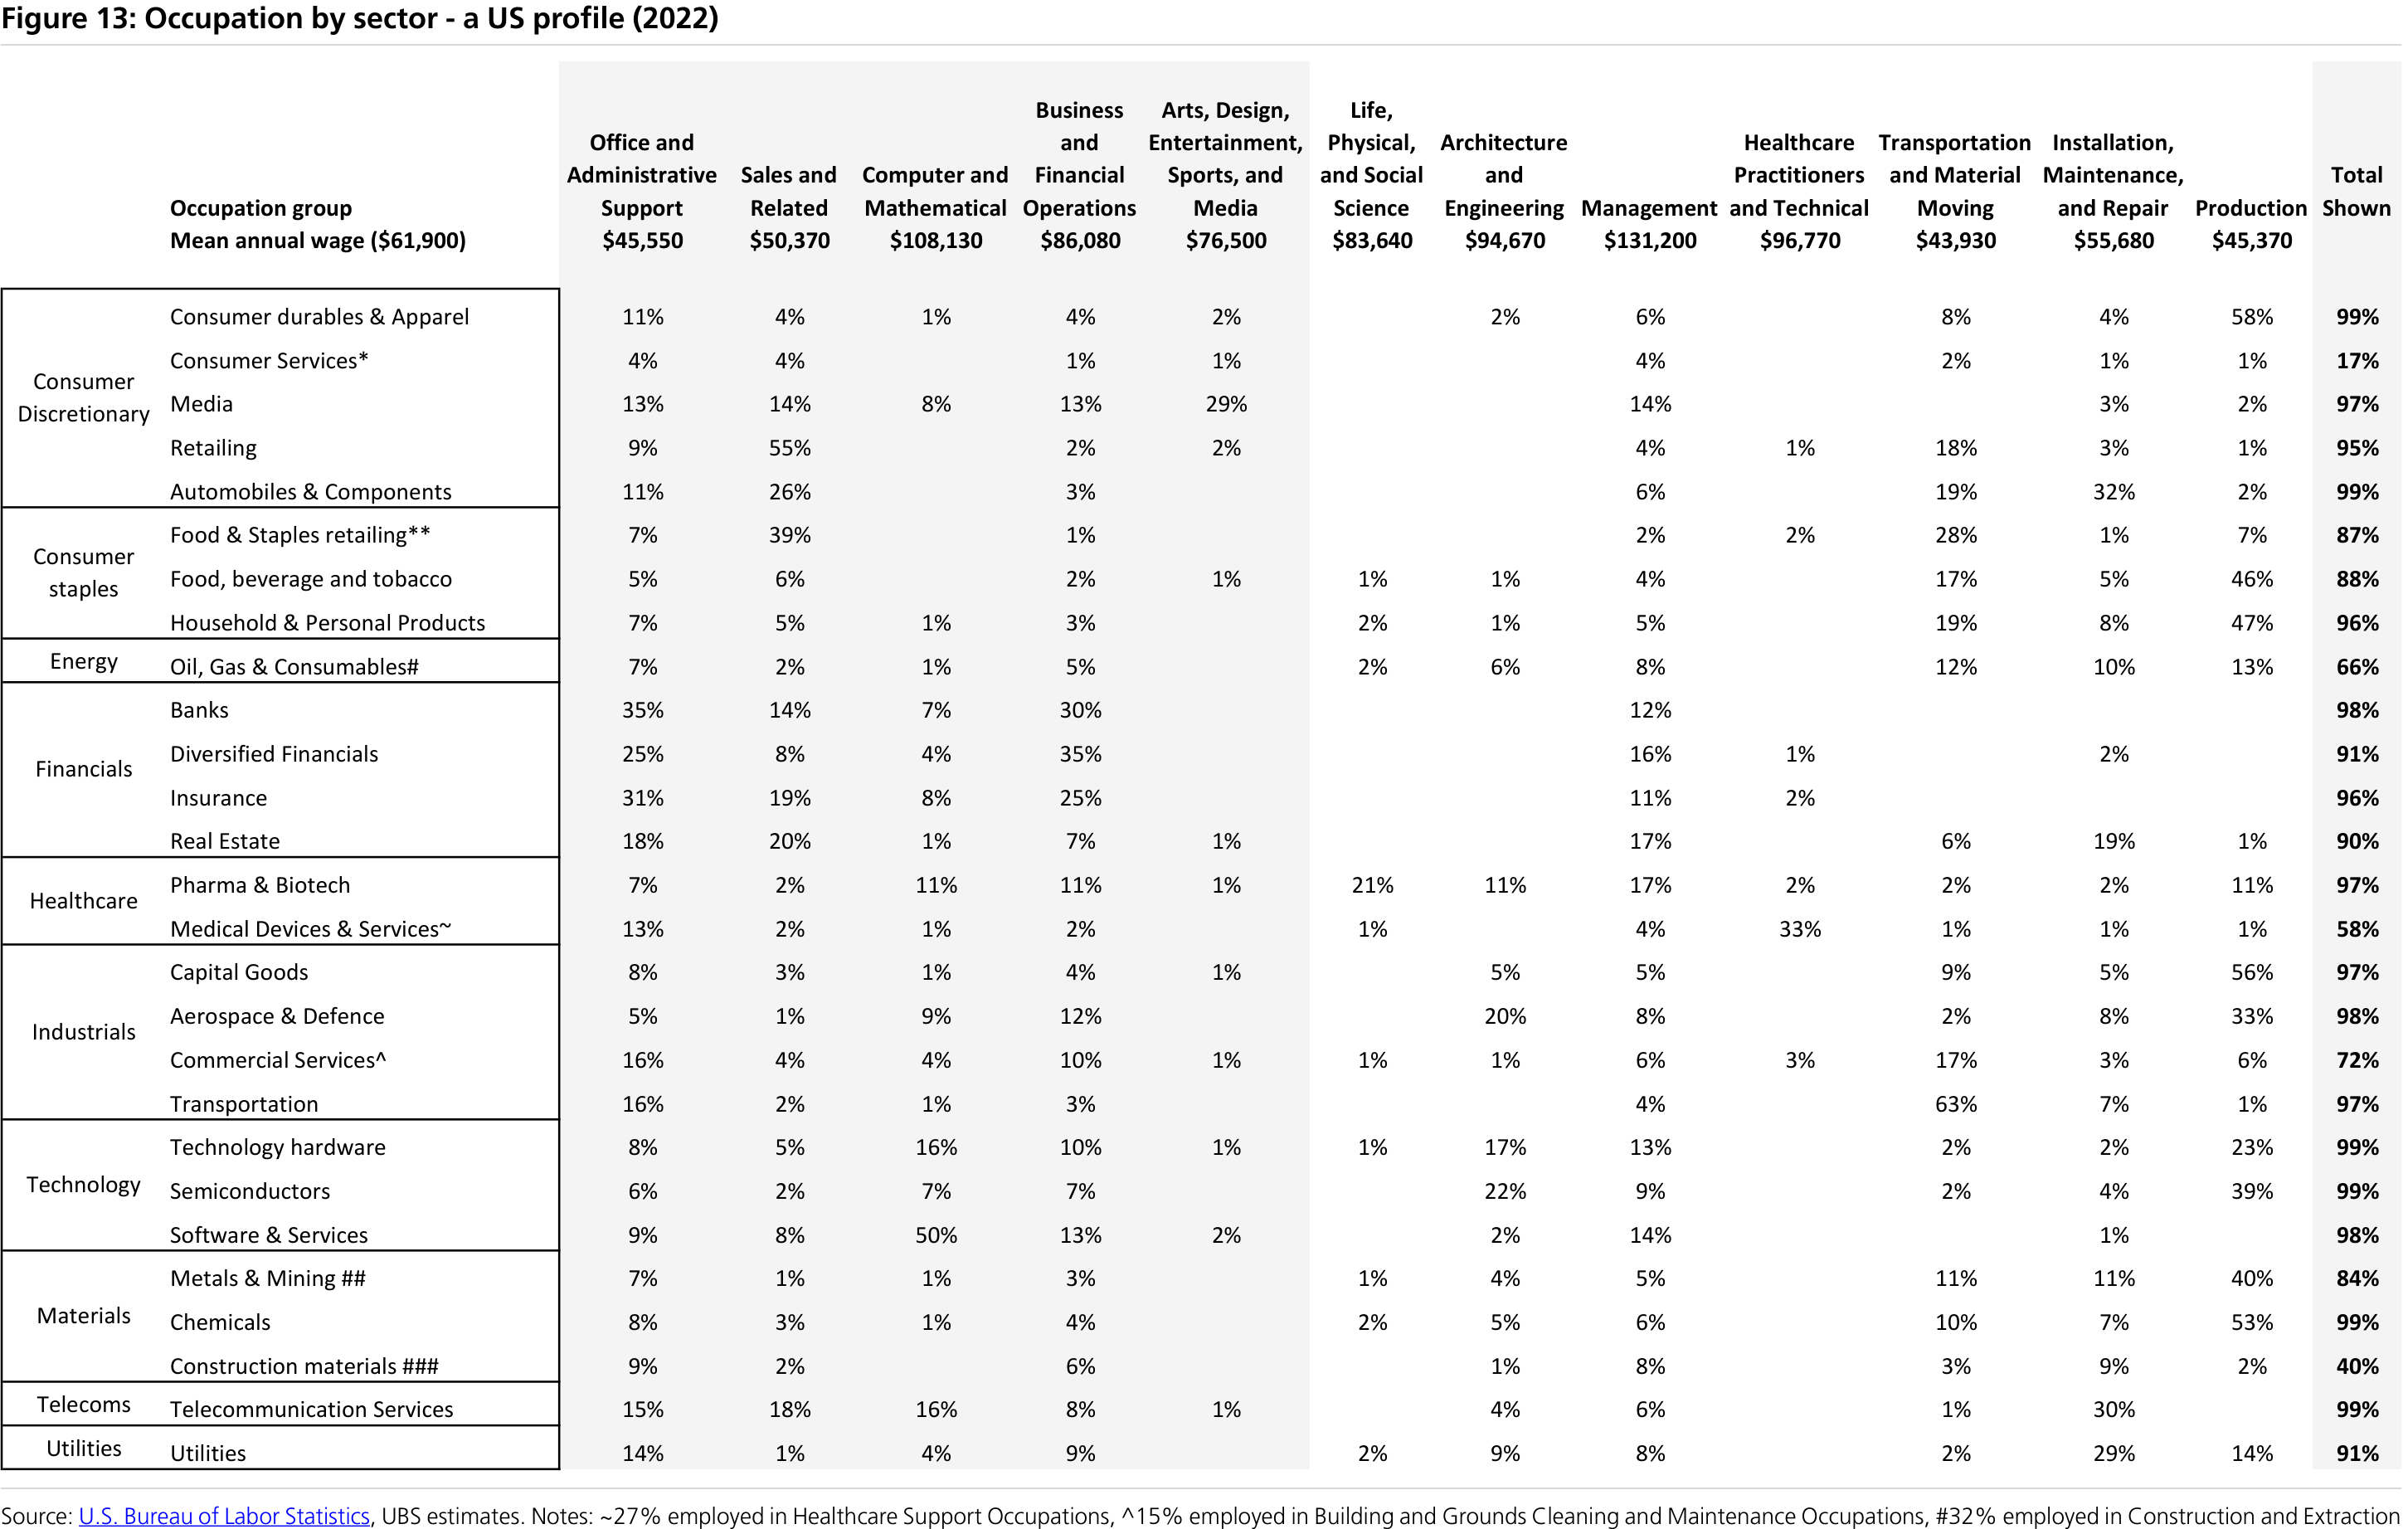 Figure 13: Occupation by sector - a US profile (2022)
Occupation group
Mean annual wage ($61,900)
Office and Administrative Support $45,550
Sales and Related $50,370
Computer and Mathematical $108,130
Business and Financial Operations $86,080
Arts, Design, Entertainment, Sports, and Media $76,500
Life, Physical, and Social Science $83,640
Architecture and Engineering $94,670
Management $131,200
Healthcare Practitioners and Technical $96,770
Transportation and Material Moving $43,930
Installation, Maintenance, and Repair $55,680
Production $45,370
Total Shown
Consumer Discretionary
Consumer durables & Apparel 11% 4% 1% 4% 2% 2% 6% 8% 4% 58% 99%
Consumer Services* 4% 4% 1% 1% 4% 2% 1% 1% 17%
Media 13% 14% 8% 13% 29% 14% 3% 2% 97%
Retailing 9% 55% 2% 2% 4% 1% 18% 3% 1% 95%
Automobiles & Components 11% 26% 3% 6% 19% 32% 2% 99%
Consumer staples
Food & Staples retailing** 7% 39% 1% 2% 2% 28% 1% 7% 87%
Food, beverage and tobacco 5% 6% 2% 1% 1% 1% 4% 17% 5% 46% 88%
Household & Personal Products 7% 5% 1% 3% 2% 1% 5% 19% 8% 47% 96%
Energy
Oil, Gas & Consumables# 7% 2% 1% 5% 2% 6% 8% 12% 10% 13% 66%
Financials
Banks 35% 14% 7% 30% 12% 98%
Diversified Financials 25% 8% 4% 35% 16% 1% 2% 91%
Insurance 31% 19% 8% 25% 11% 2% 96%
Real Estate 18% 20% 1% 7% 1% 17% 6% 19% 1% 90%
Healthcare
Pharma & Biotech 7% 2% 11% 11% 1% 21% 11% 17% 2% 2% 2% 11% 97%
Medical Devices & Services~ 13% 2% 1% 2% 1% 4% 33% 1% 1% 1% 58%
Industrials
Capital Goods 8% 3% 1% 4% 1% 5% 5% 9% 5% 56% 97%
Aerospace & Defence 5% 1% 9% 12% 20% 8% 2% 8% 33% 98%
Commercial Services^ 16% 4% 4% 10% 1% 1% 1% 6% 3% 17% 3% 6% 72%
Transportation 16% 2% 1% 3% 4% 63% 7% 1% 97%
Technology
Technology hardware 8% 5% 16% 10% 1% 1% 17% 13% 2% 2% 23% 99%
Semiconductors 6% 2% 7% 7% 22% 9% 2% 4% 39% 99%
Software & Services 9% 8% 50% 13% 2% 2% 14% 1% 98%
Materials
Metals & Mining ## 7% 1% 1% 3% 1% 4% 5% 11% 11% 40% 84%
Chemicals 8% 3% 1% 4% 2% 5% 6% 10% 7% 53% 99%
Construction materials ### 9% 2% 6% 1% 8% 3% 9% 2% 40%
Telecoms
Telecommunication Services 15% 18% 16% 8% 1% 4% 6% 1% 30% 99%
Utilities
Utilities 14% 1% 4% 9% 2% 9% 8% 2% 29% 14% 91%
Source: U.S. Bureau of Labor Statistics, UBS estimates. Notes: ~27% employed in Healthcare Support Occupations, ^15% employed in Building and Grounds Cleaning and Maintenance Occupations, #32% employed in Construction and Extraction